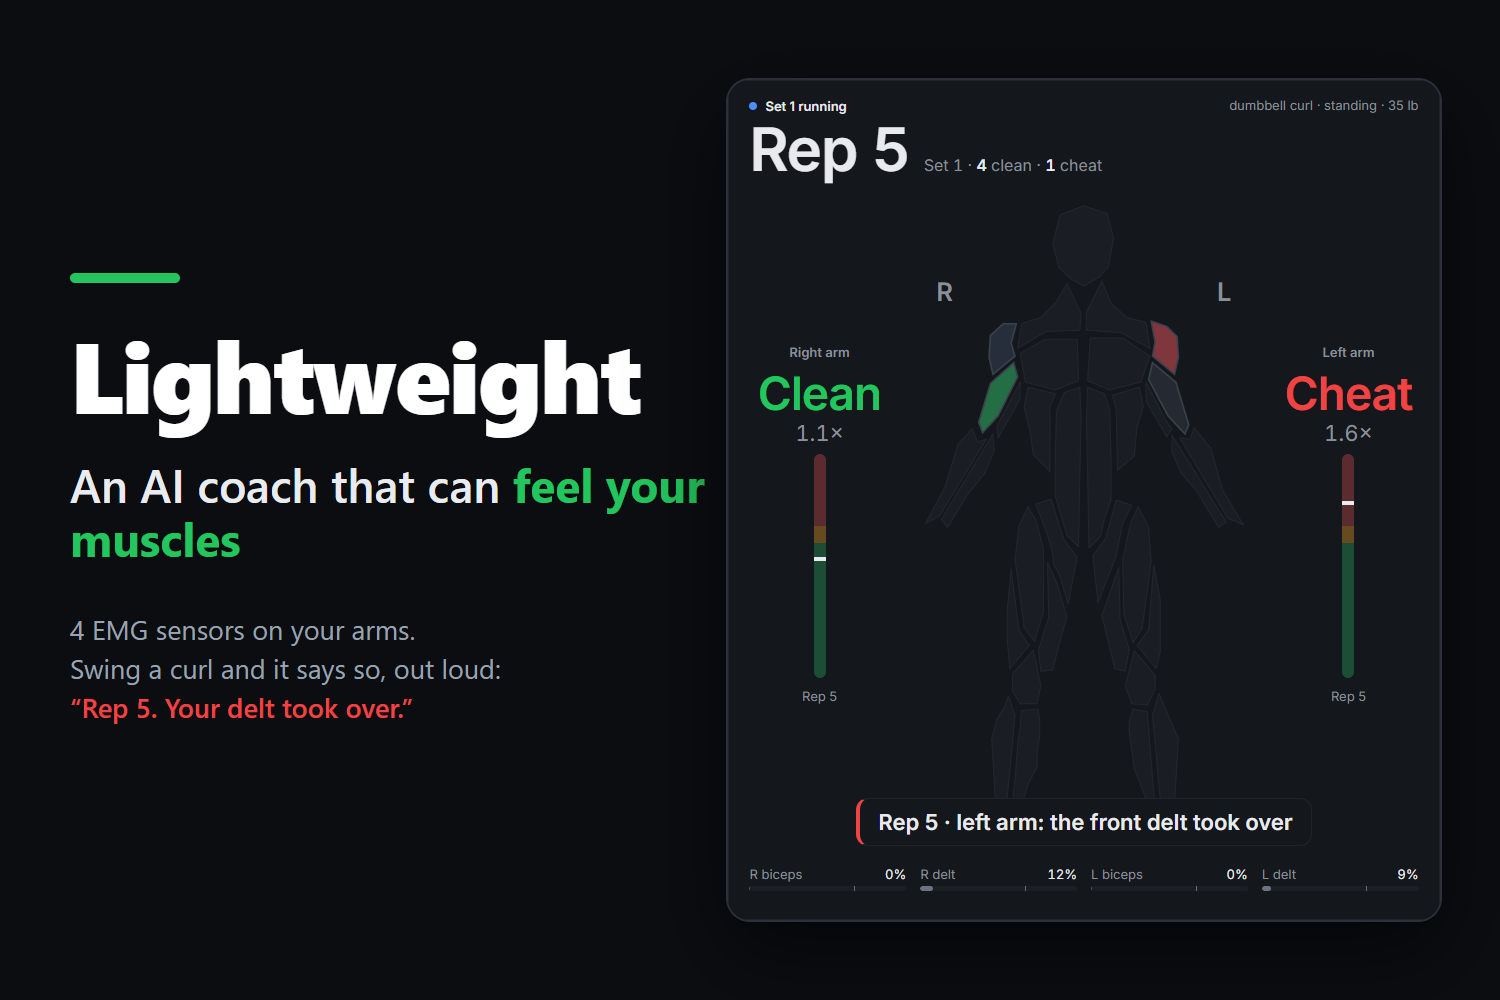 Lightweight
An AI coach that can feel your
muscles
4 EMG sensors on your arms.
Swing a curl and it says so, out loud:
“Rep 5. Your delt took over.”
Set 1 running
dumbbell curl · standing · 35 lb
Rep 5
Set 1 · 4 clean · 1 cheat
R
L
Right arm
Clean
1.1×
Rep 5
Left arm
Cheat
1.6×
Rep 5
Rep 5 · left arm: the front delt took over
R biceps 0%
R delt 12%
L biceps 0%
L delt 9%